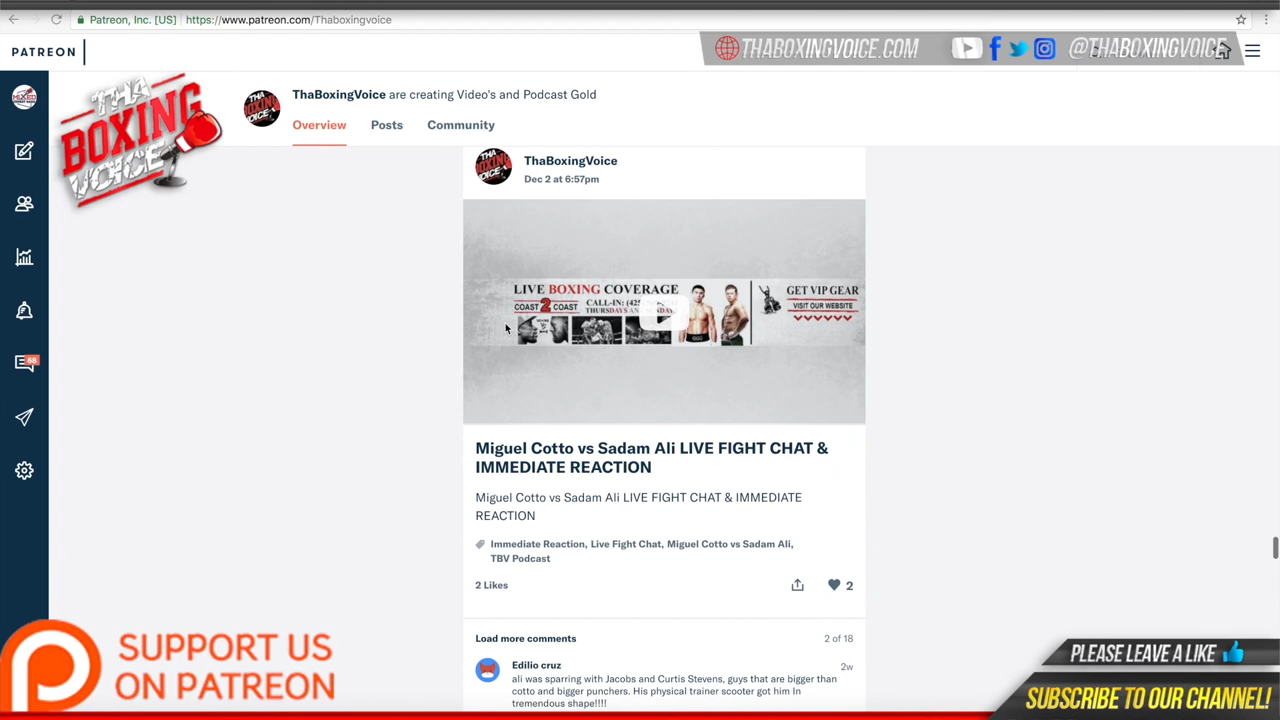 Patreon, Inc. [US] https://www.patreon.com/Thaboxingvoice
PATREON
THABOXINGVOICE.COM @THABOXINGVOICE
THA BOXING VOICE
ThaBoxingVoice are creating Video's and Podcast Gold
Overview Posts Community
ThaBoxingVoice
Dec 2 at 6:57pm
LIVE BOXING COVERAGE
COAST 2 COAST CALL-IN: (42
THURSDAYS AND
GET VIP GEAR
VISIT OUR WEBSITE
Miguel Cotto vs Sadam Ali LIVE FIGHT CHAT &
IMMEDIATE REACTION
Miguel Cotto vs Sadam Ali LIVE FIGHT CHAT & IMMEDIATE
REACTION
Immediate Reaction, Live Fight Chat, Miguel Cotto vs Sadam Ali,
TBV Podcast
2 Likes 2
Load more comments 2 of 18
Edilio cruz 2w
ali was sparring with Jacobs and Curtis Stevens, guys that are bigger than
cotto and bigger punchers. His physical trainer scooter got him In
tremendous shape!!!!
SUPPORT US
ON PATREON
PLEASE LEAVE A LIKE
SUBSCRIBE TO OUR CHANNEL!